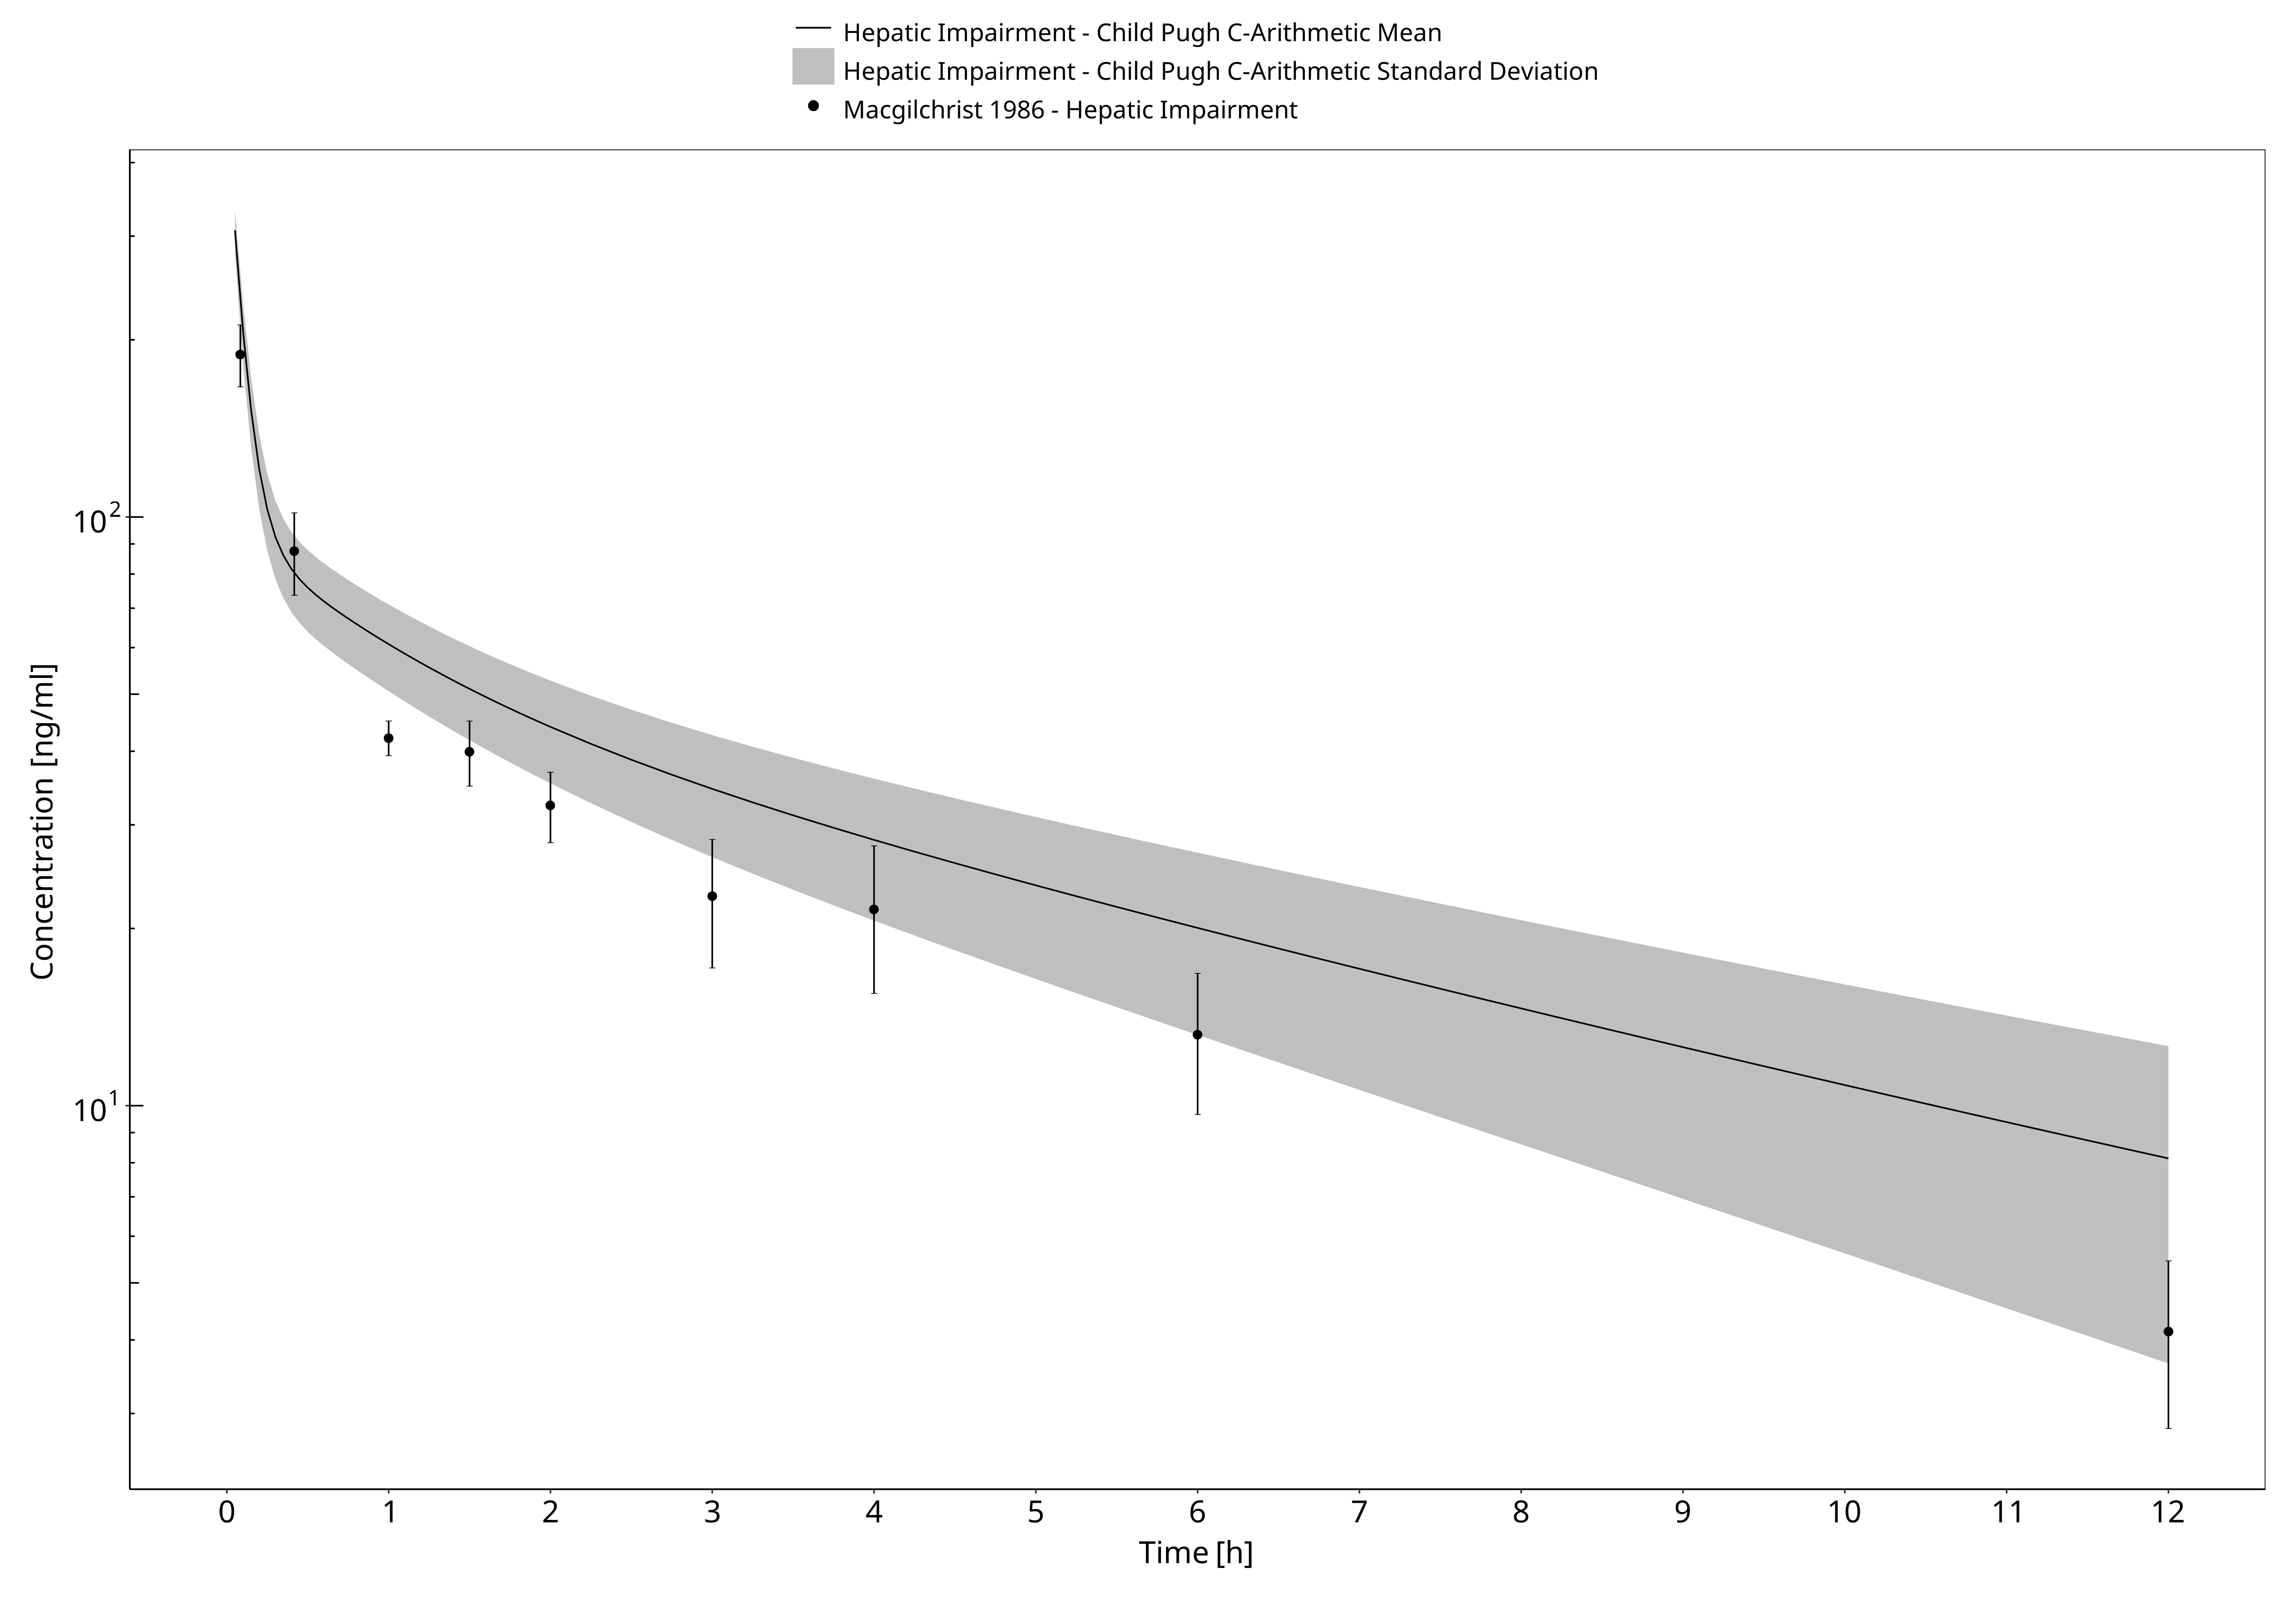 Hepatic Impairment - Child Pugh C-Arithmetic Mean
Hepatic Impairment - Child Pugh C-Arithmetic Standard Deviation
Macgilchrist 1986 - Hepatic Impairment
Concentration [ng/ml]
10²
10¹
0 1 2 3 4 5 6 7 8 9 10 11 12
Time [h]